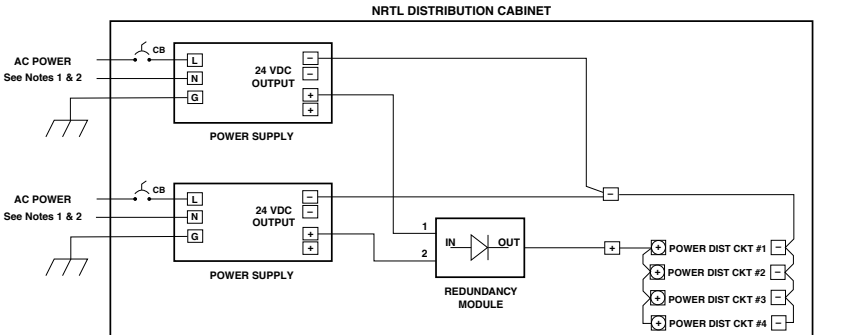 NRTL DISTRIBUTION CABINET
AC POWER
See Notes 1 & 2
CB
L
N
G
24 VDC
OUTPUT
–
–
+
+
POWER SUPPLY
AC POWER
See Notes 1 & 2
CB
L
N
G
24 VDC
OUTPUT
–
–
+
+
POWER SUPPLY
1
2
IN
OUT
REDUNDANCY
MODULE
–
+
+ POWER DIST CKT #1 –
+ POWER DIST CKT #2 –
+ POWER DIST CKT #3 –
+ POWER DIST CKT #4 –